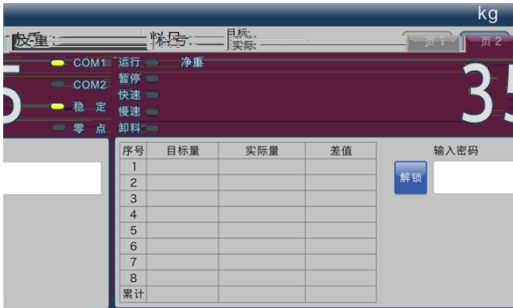 kg
皮重:
料号:
目标:
实际:
页1
页2
COM1
运行
净重
COM2
暂停
快速
稳 定
慢速
零 点
卸料
35
序号 目标量 实际量 差值
1
2
3
4
5
6
7
8
累计
输入密码
解锁